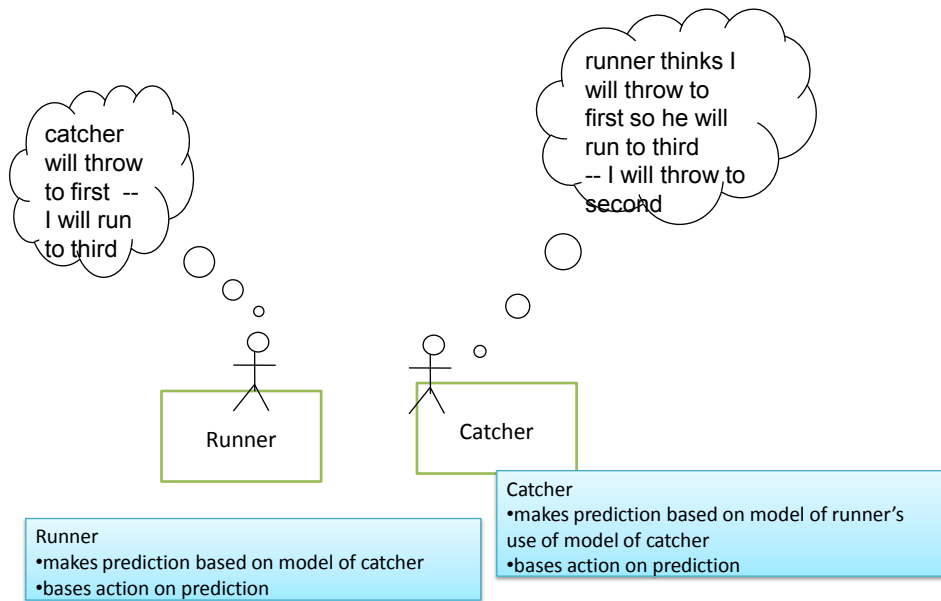 catcher
will throw
to first --
I will run
to third
runner thinks I
will throw to
first so he will
run to third
-- I will throw to
second
Runner
Catcher
Runner
•makes prediction based on model of catcher
•bases action on prediction
Catcher
•makes prediction based on model of runner's
use of model of catcher
•bases action on prediction